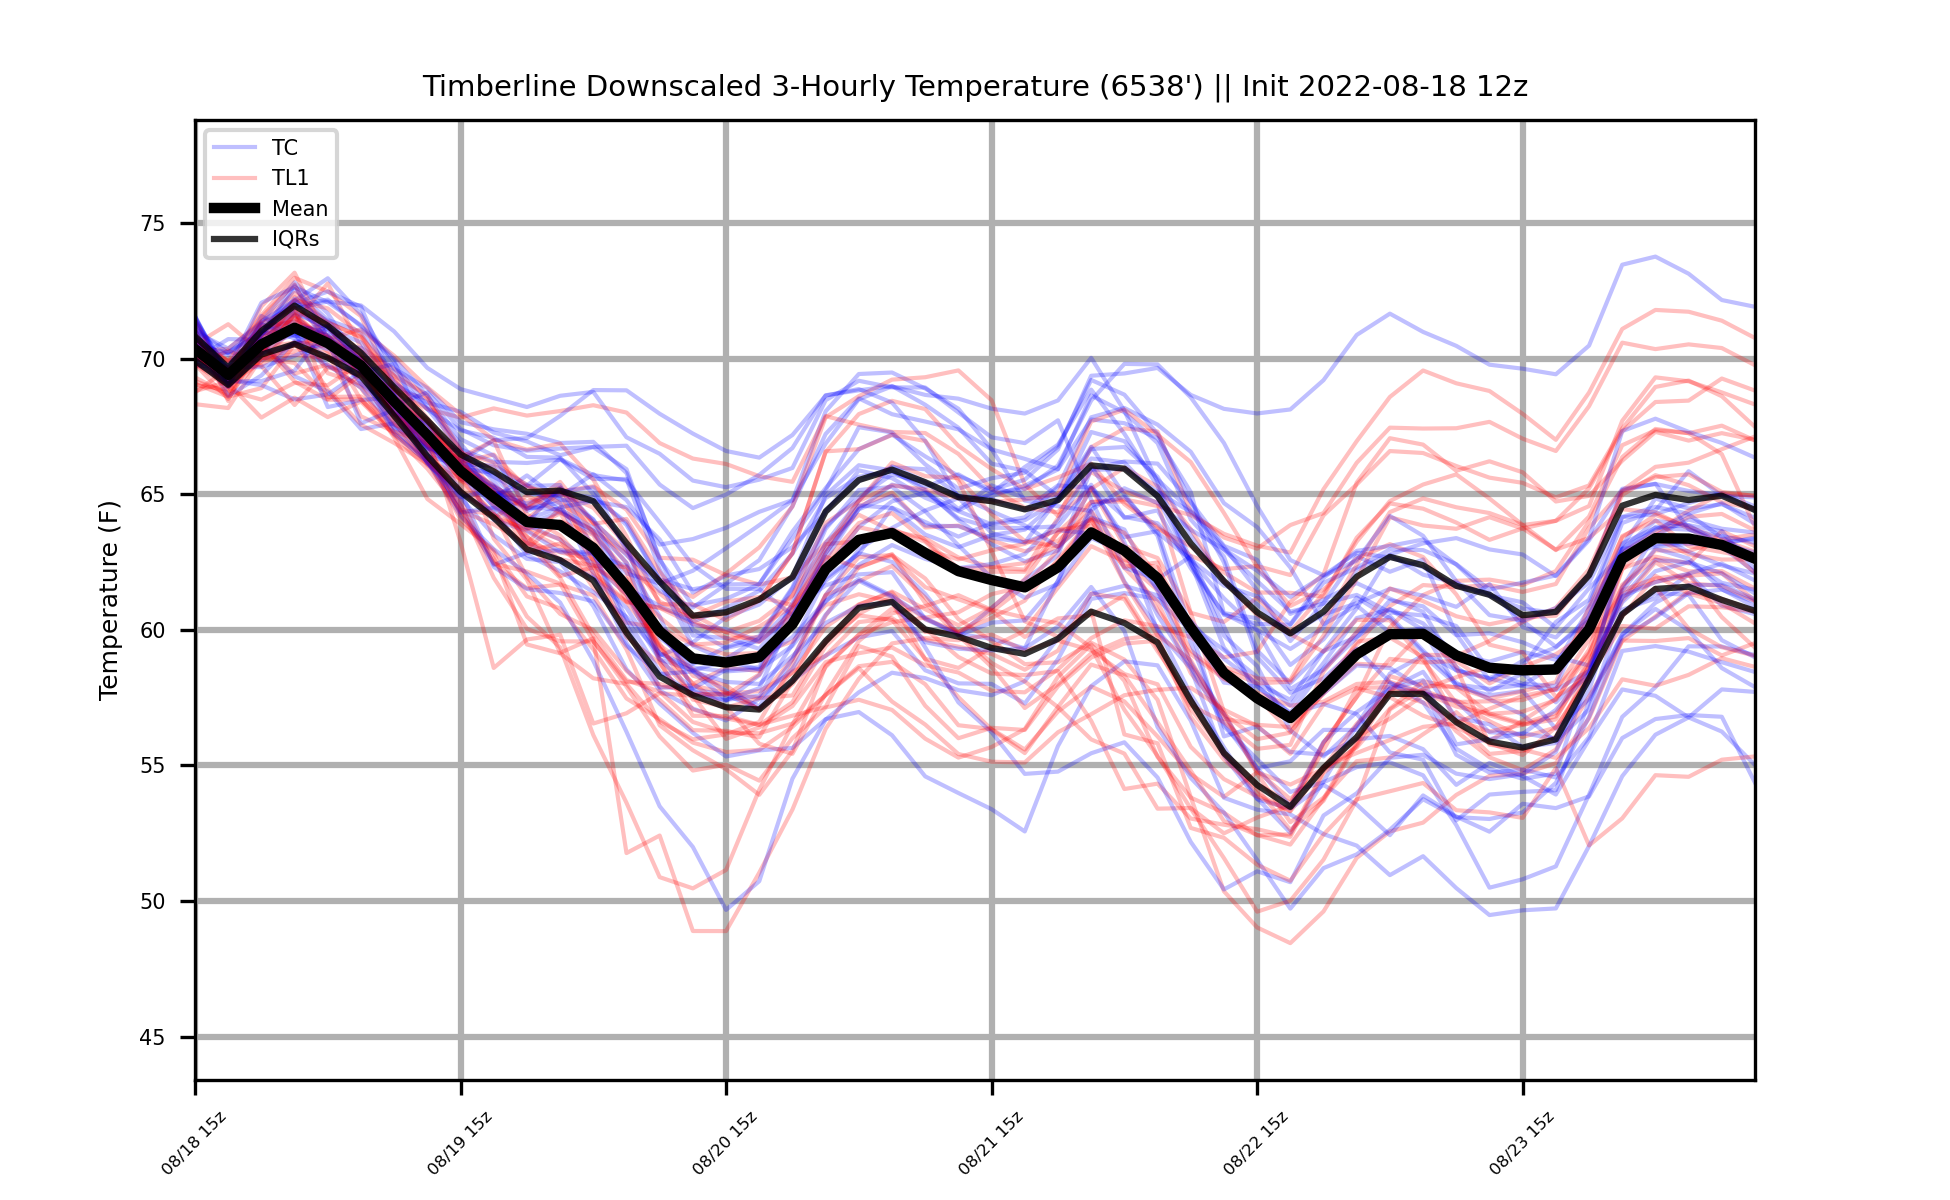 Timberline Downscaled 3-Hourly Temperature (6538') || Init 2022-08-18 12z
TC
TL1
Mean
IQRs
Temperature (F)
75
70
65
60
55
50
45
08/18 15z
08/19 15z
08/20 15z
08/21 15z
08/22 15z
08/23 15z